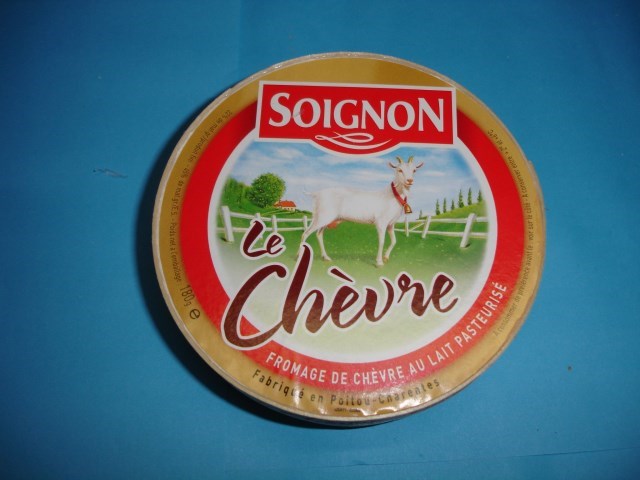 SOIGNON
Le
Chèvre
FROMAGE DE CHÈVRE AU LAIT PASTEURISÉ
Fabriqué en Poitou-Charentes
180g e